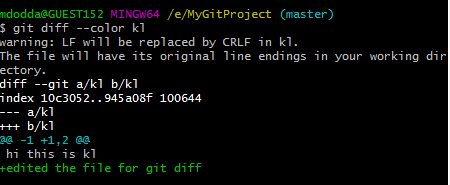 mdodda@GUEST152 MINGW64 /e/MyGitProject (master)
$ git diff --color kl
warning: LF will be replaced by CRLF in kl.
The file will have its original line endings in your working dir
ectory.
diff --git a/kl b/kl
index 10c3052..945a08f 100644
--- a/kl
+++ b/kl
@@ -1 +1,2 @@
 hi this is kl
+edited the file for git diff